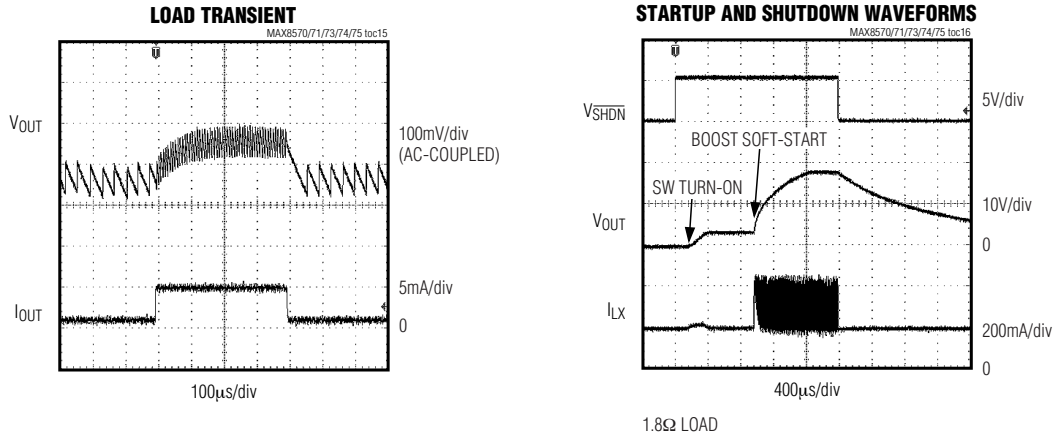 LOAD TRANSIENT
MAX8570/71/73/74/75 toc15
VOUT
100mV/div
(AC-COUPLED)
IOUT
5mA/div
0
100μs/div
STARTUP AND SHUTDOWN WAVEFORMS
MAX8570/71/73/74/75 toc16
VSHDN
5V/div
BOOST SOFT-START
SW TURN-ON
VOUT
10V/div
0
ILX
200mA/div
0
400μs/div
1.8Ω LOAD